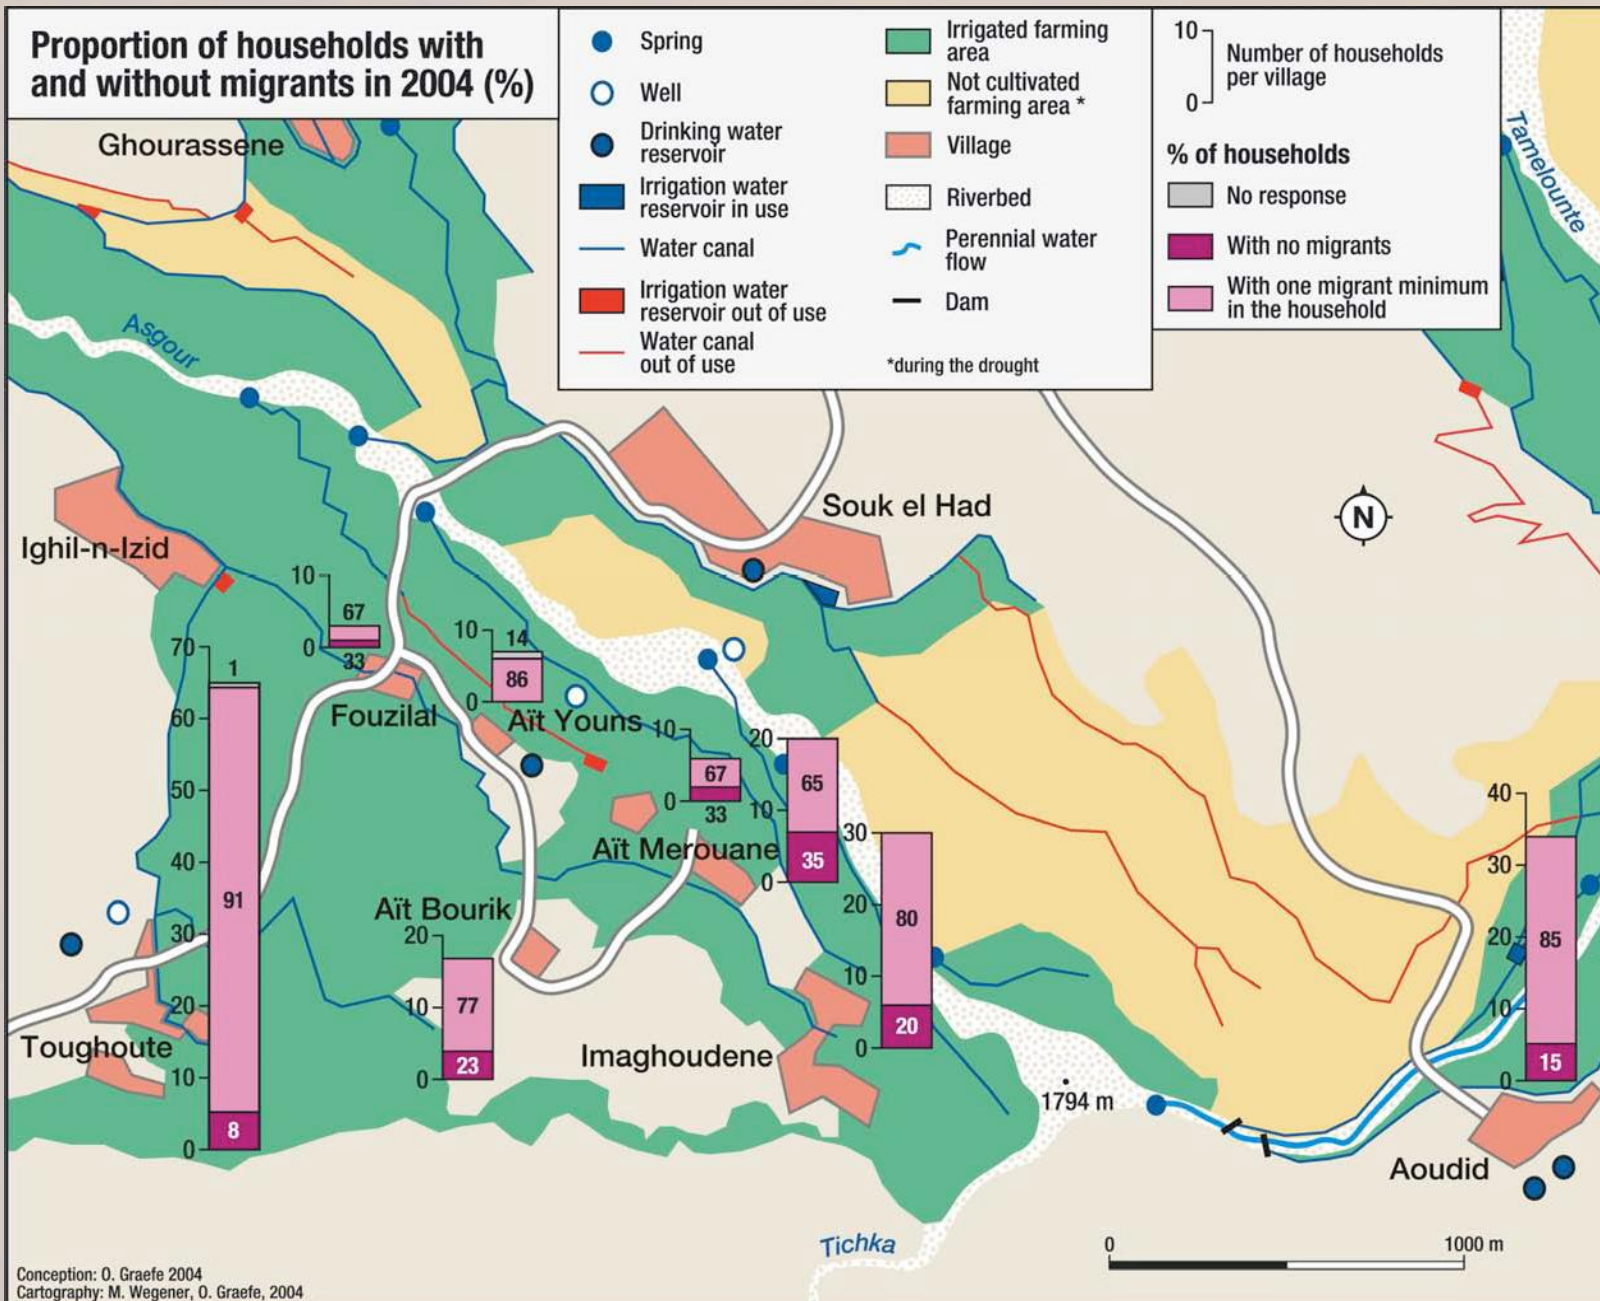 Proportion of households with
and without migrants in 2004 (%)
Spring
Well
Drinking water
reservoir
Irrigation water
reservoir in use
Water canal
Irrigation water
reservoir out of use
Water canal
out of use
Irrigated farming
area
Not cultivated
farming area *
Village
Riverbed
Perennial water
flow
Dam
*during the drought
10
0
Number of households
per village
% of households
No response
With no migrants
With one migrant minimum
in the household
Ghourassene
Asgour
Tamelounte
Souk el Had
N
Ighil-n-Izid
10
0
67
33
Fouzilal
10
0
14
86
Aït Youns
70
60
50
40
30
20
10
0
1
91
8
Toughoute
10
0
67
33
Aït Merouane
20
10
0
65
35
30
20
10
0
80
20
Aït Bourik
20
10
0
77
23
Imaghoudene
40
30
20
10
0
85
15
1794 m
Aoudid
Tichka
0
1000 m
Conception: O. Graefe 2004
Cartography: M. Wegener, O. Graefe, 2004